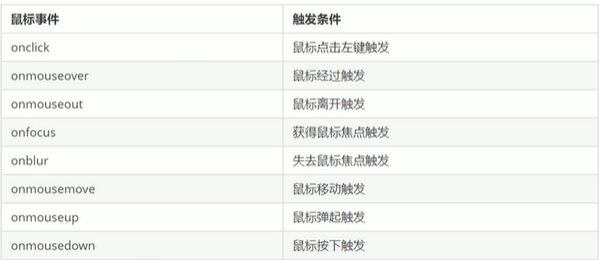 鼠标事件 触发条件
onclick 鼠标点击左键触发
onmouseover 鼠标经过触发
onmouseout 鼠标离开触发
onfocus 获得鼠标焦点触发
onblur 失去鼠标焦点触发
onmousemove 鼠标移动触发
onmouseup 鼠标弹起触发
onmousedown 鼠标按下触发